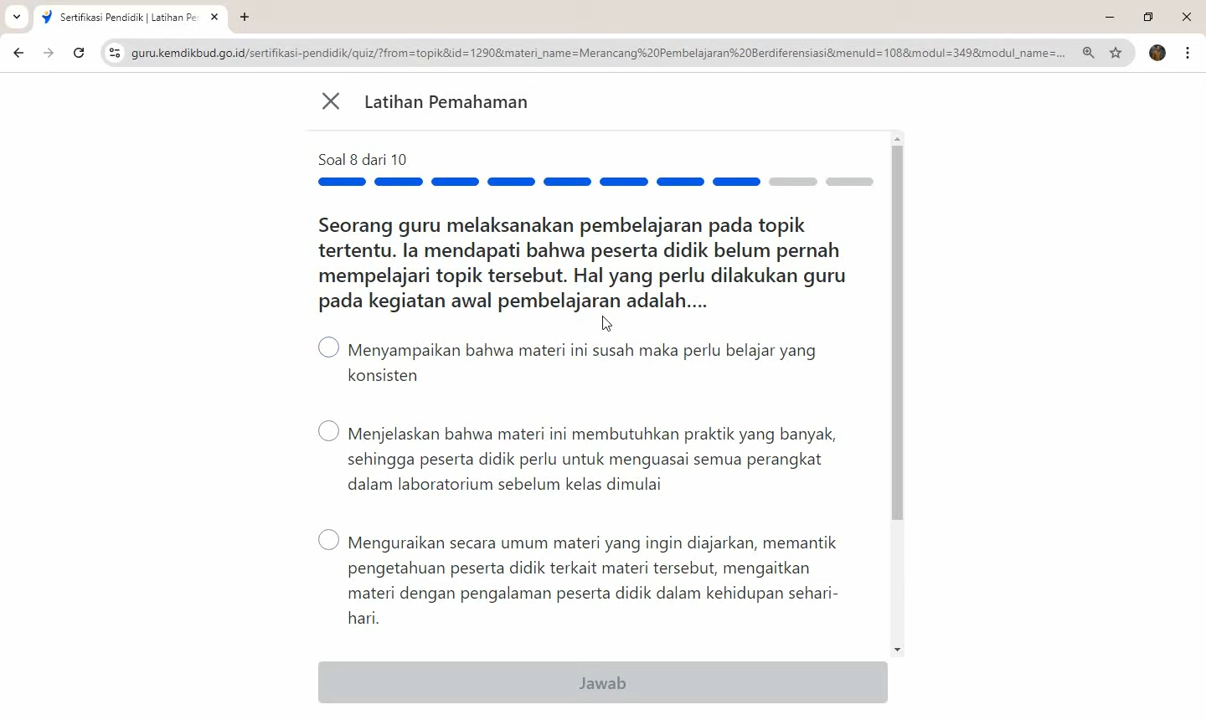 Sertifikasi Pendidik | Latihan Pe
guru.kemdikbud.go.id/sertifikasi-pendidik/quiz/?from=topik&id=1290&materi_name=Merancang%20Pembelajaran%20Berdiferensiasi&menuId=108&modul=349&modul_name=...
Latihan Pemahaman
Soal 8 dari 10
Seorang guru melaksanakan pembelajaran pada topik
tertentu. Ia mendapati bahwa peserta didik belum pernah
mempelajari topik tersebut. Hal yang perlu dilakukan guru
pada kegiatan awal pembelajaran adalah....
Menyampaikan bahwa materi ini susah maka perlu belajar yang
konsisten
Menjelaskan bahwa materi ini membutuhkan praktik yang banyak,
sehingga peserta didik perlu untuk menguasai semua perangkat
dalam laboratorium sebelum kelas dimulai
Menguraikan secara umum materi yang ingin diajarkan, memantik
pengetahuan peserta didik terkait materi tersebut, mengaitkan
materi dengan pengalaman peserta didik dalam kehidupan sehari-
hari.
Jawab